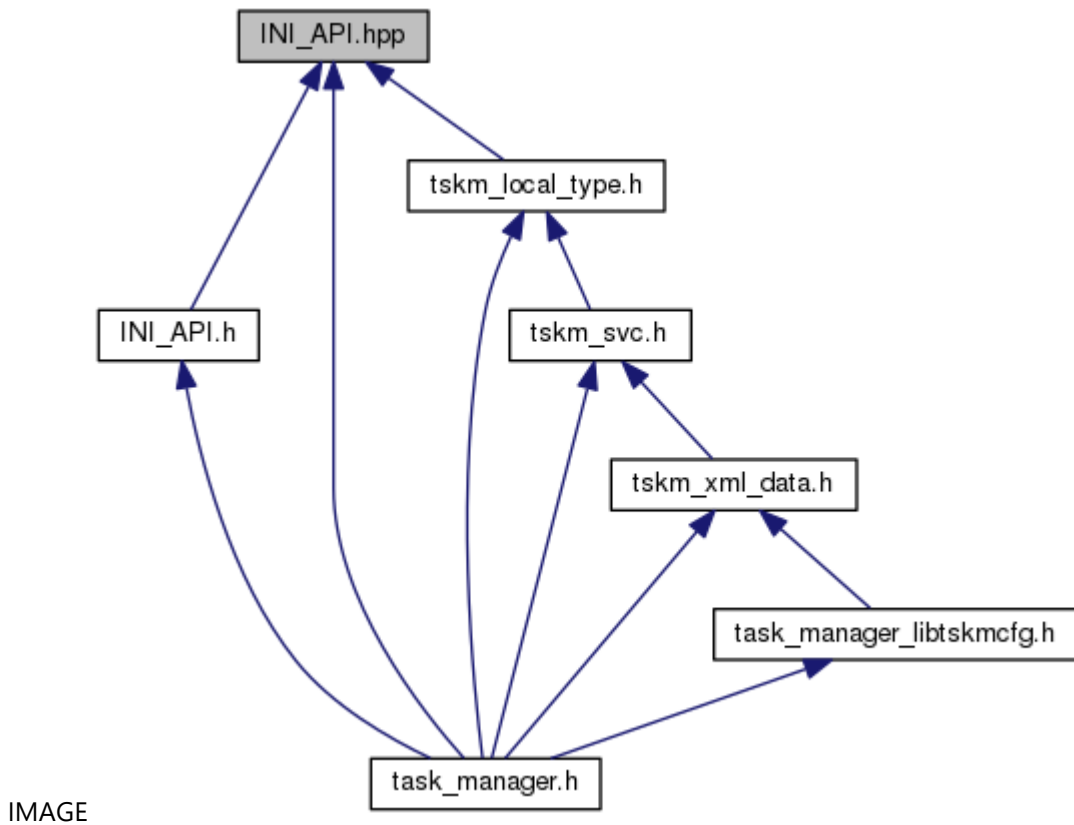 INI_API.hpp
tskm_local_type.h
INI_API.h
tskm_svc.h
tskm_xml_data.h
task_manager_libtskmcfg.h
task_manager.h
IMAGE